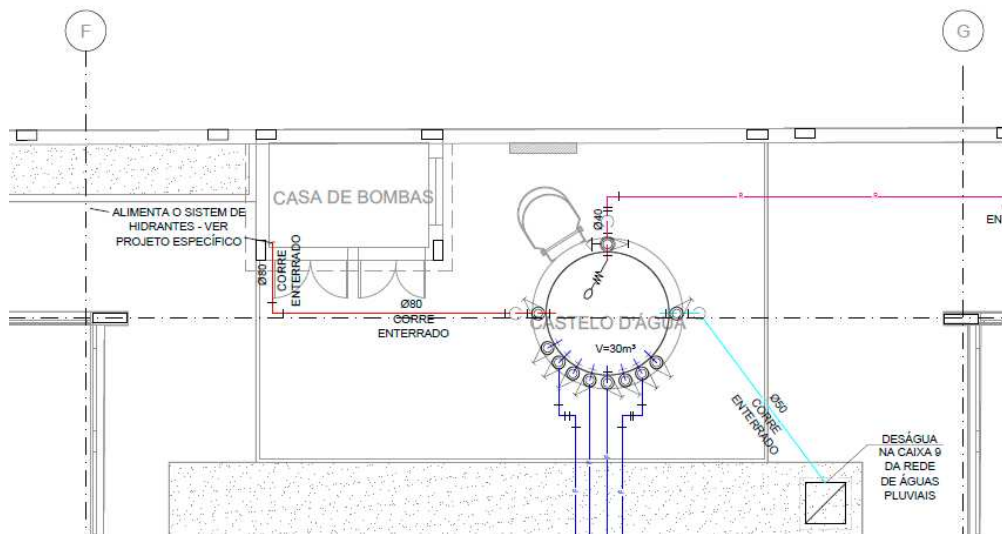 F
G
CASA DE BOMBAS
ALIMENTA O SISTEM DE
HIDRANTES - VER
PROJETO ESPECÍFICO
Ø80
CORRE
ENTERRADO
Ø80
CORRE
ENTERRADO
Ø40
EN
CASTELO D'ÁGUA
V=30m³
Ø50
CORRE
ENTERRADO
DESÁGUA
NA CAIXA 9
DA REDE
DE ÁGUAS
PLUVIAIS